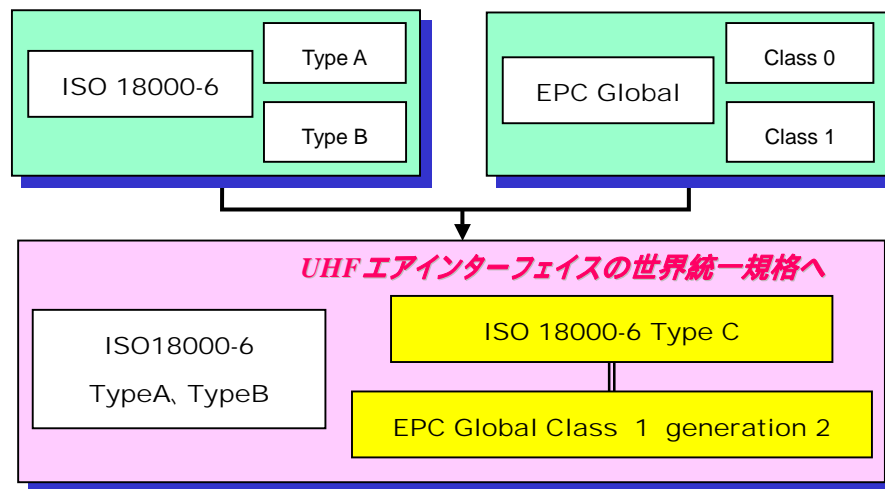 ISO 18000-6
Type A
Type B
EPC Global
Class 0
Class 1
UHFエアインターフェイスの世界統一規格へ
ISO18000-6
TypeA、TypeB
ISO 18000-6 Type C
EPC Global Class 1 generation 2